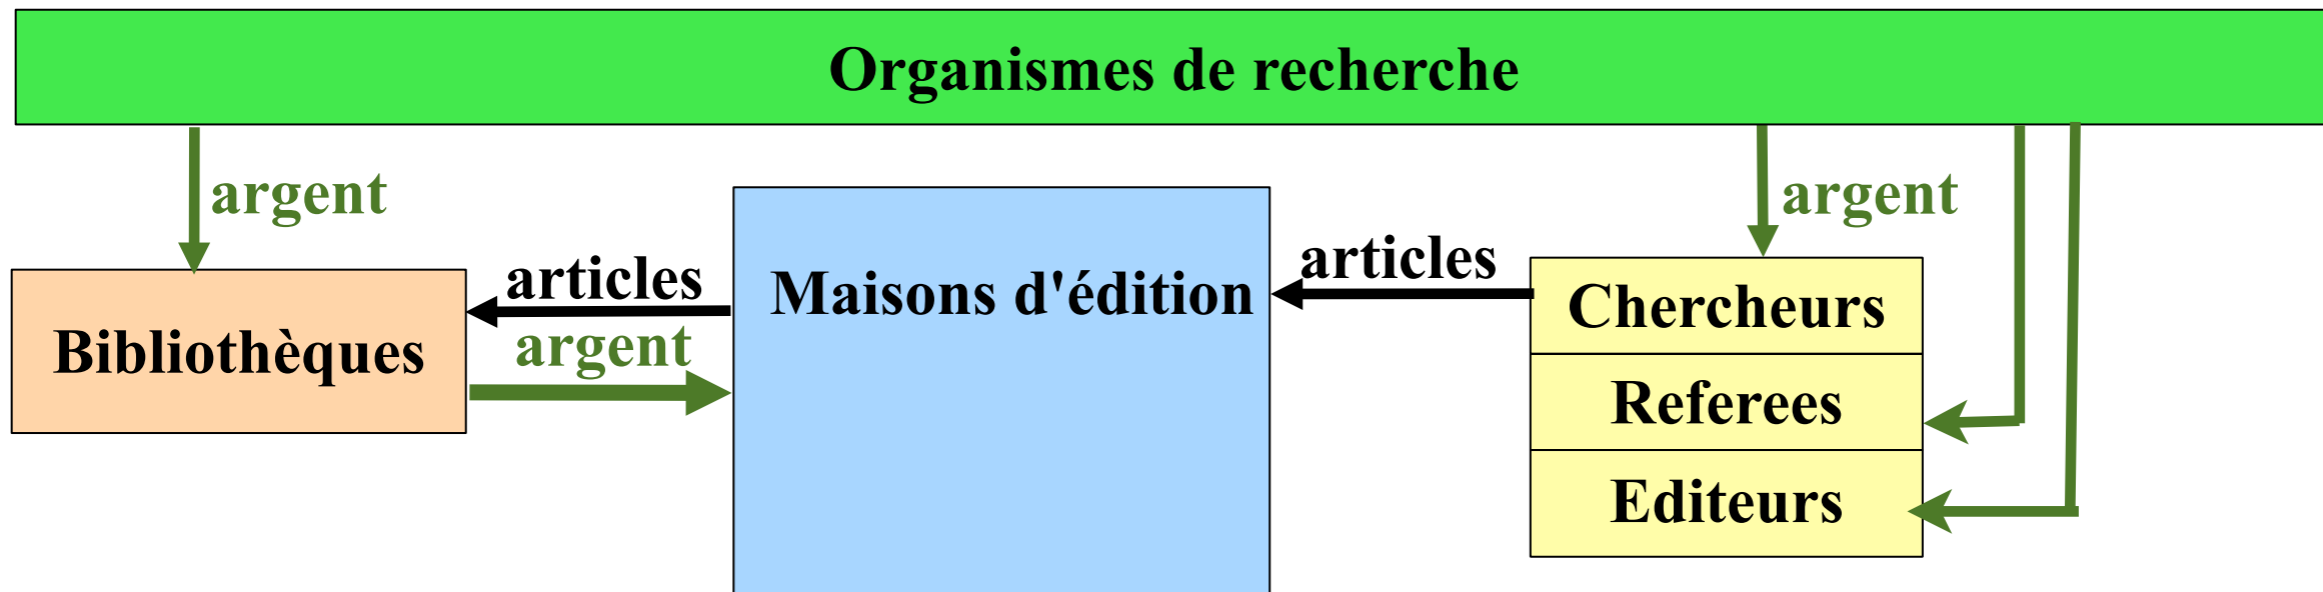 Organismes de recherche
argent
argent
articles
articles
Maisons d'édition
Chercheurs
Bibliothèques
argent
Referees
Editeurs